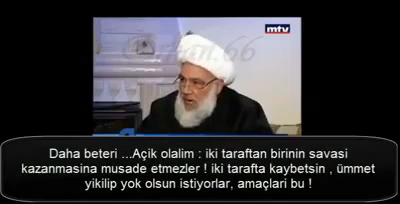 mtv
Daha beteri ...Açik olalim : iki taraftan birinin savasi
kazanmasina musade etmezler ! iki tarafta kaybetsin , ümmet
yikilip yok olsun istiyorlar, amaçlari bu !